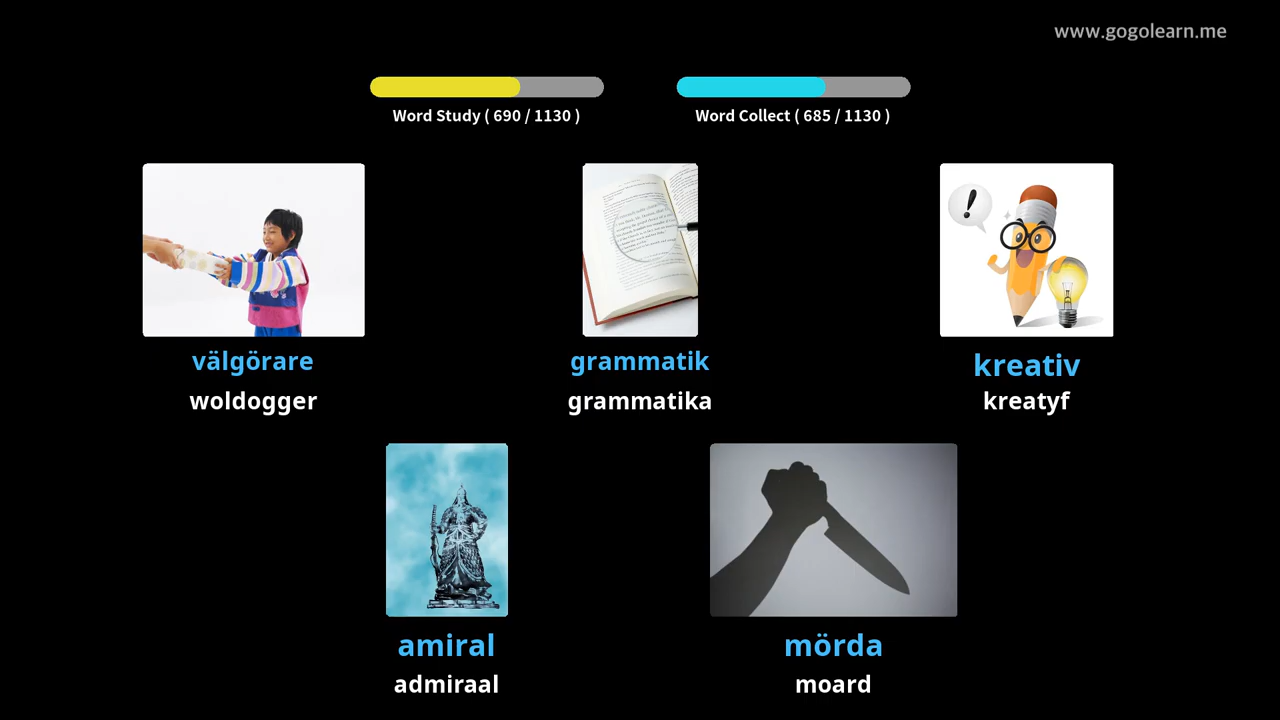 www.gogolearn.me
Word Study ( 690 / 1130 )
Word Collect ( 685 / 1130 )
välgörare
grammatik
kreativ
woldogger
grammatika
kreatyf
amiral
mörda
admiraal
moard